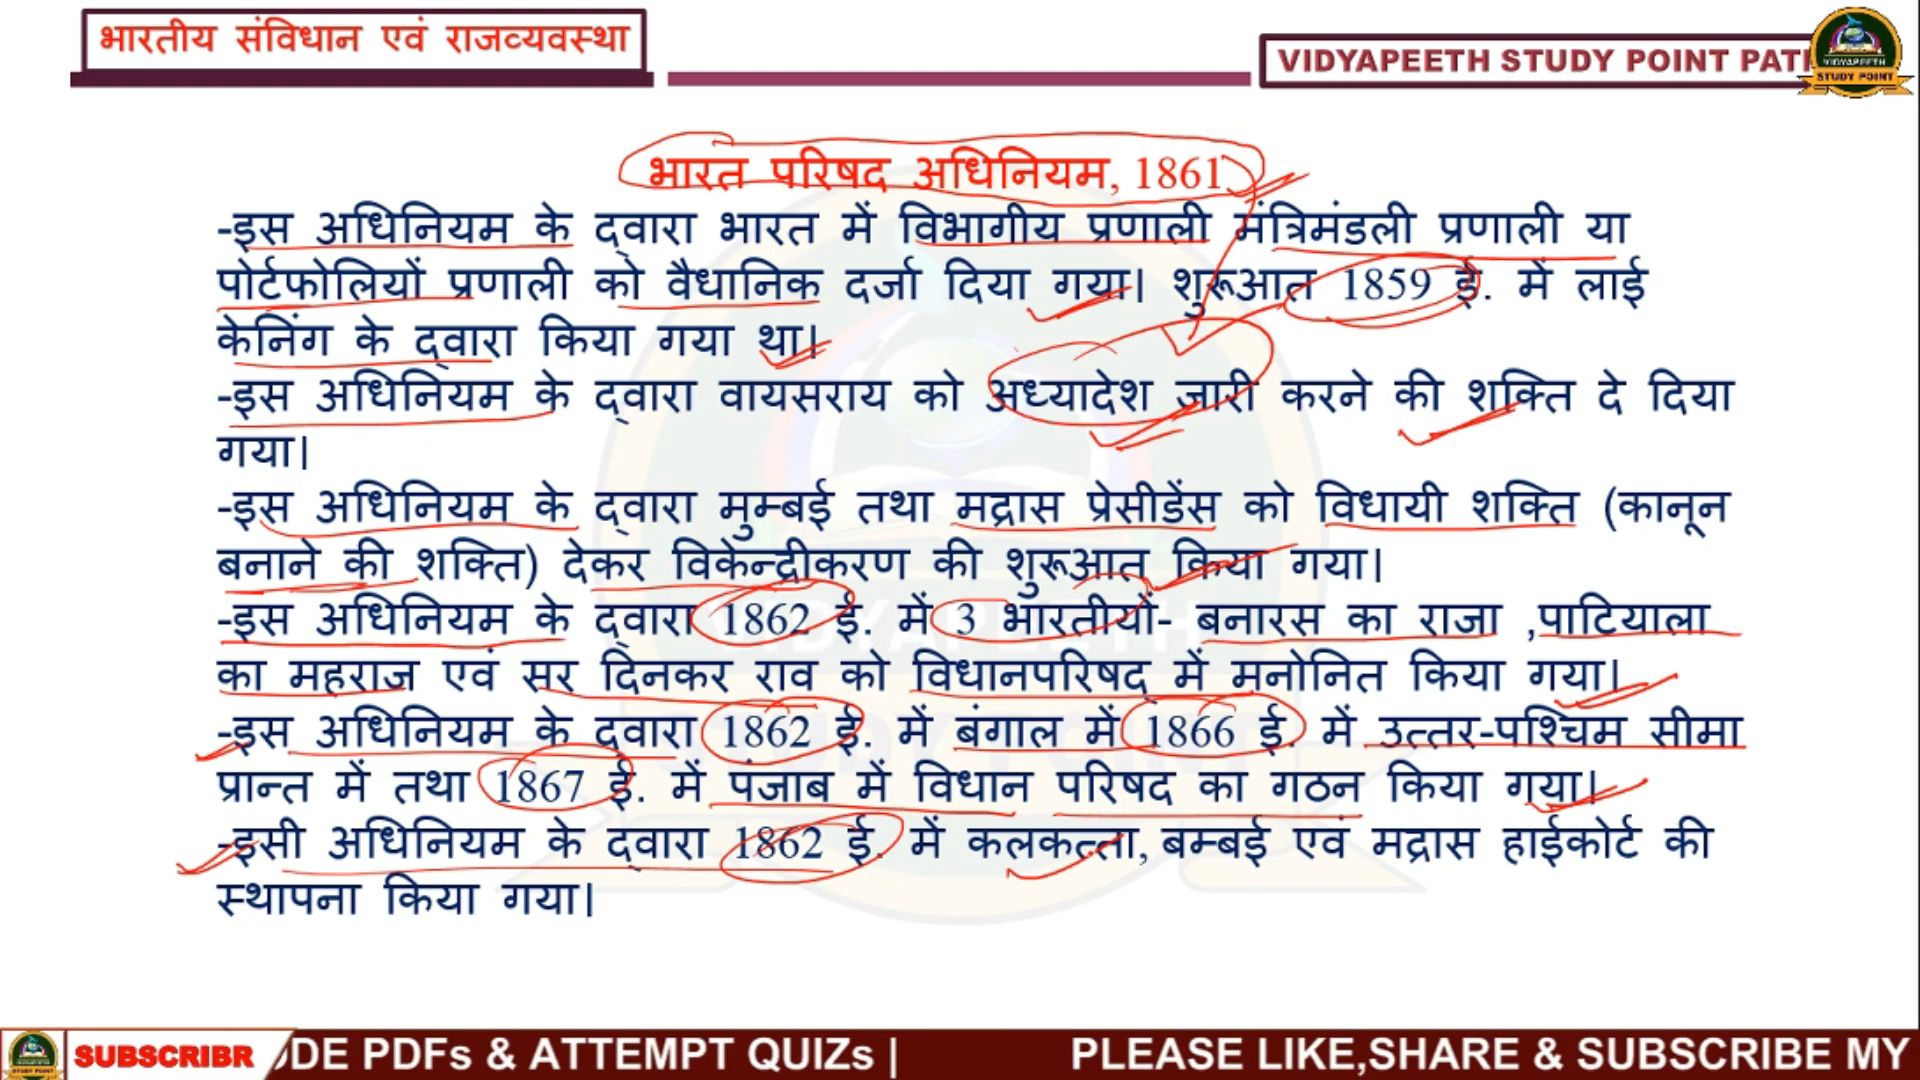 भारतीय संविधान एवं राजव्यवस्था
VIDYAPEETH STUDY POINT
VIDYAPEETH
STUDY POINT
भारत परिषद अधिनियम, 1861
-इस अधिनियम के द्वारा भारत में विभागीय प्रणाली मंत्रिमंडली प्रणाली या
पोर्टफोलियों प्रणाली को वैधानिक दर्जा दिया गया। शुरूआत 1859 ई. में लाई
केनिंग के द्वारा किया गया था।
-इस अधिनियम के द्वारा वायसराय को अध्यादेश जारी करने की शक्ति दे दिया
गया।
-इस अधिनियम के द्वारा मुम्बई तथा मद्रास प्रेसीडेंस को विधायी शक्ति (कानून
बनाने की शक्ति) देकर विकेन्द्रीकरण की शुरूआत किया गया।
-इस अधिनियम के द्वारा 1862 ई. में 3 भारतीयों- बनारस का राजा ,पाटियाला
का महराज एवं सर दिनकर राव को विधानपरिषद् में मनोनित किया गया।
-इस अधिनियम के द्वारा 1862 ई. में बंगाल में 1866 ई. में उत्तर-पश्चिम सीमा
प्रान्त में तथा 1867 ई. में पंजाब में विधान परिषद का गठन किया गया।
-इसी अधिनियम के द्वारा 1862 ई. में कलकत्ता, बम्बई एवं मद्रास हाईकोर्ट की
स्थापना किया गया।
SUBSCRIBR
PDFs & ATTEMPT QUIZs | PLEASE LIKE,SHARE & SUBSCRIBE MY